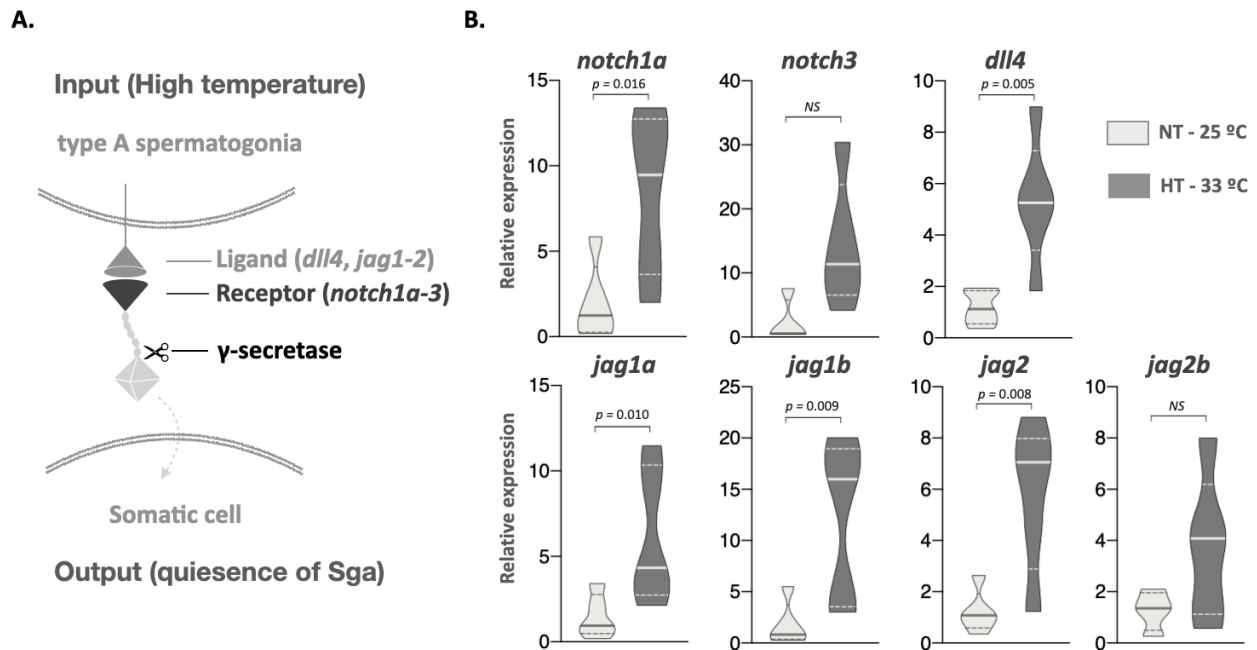 A.
Input (High temperature)
type A spermatogonia
Ligand (dll4, jag1-2)
Receptor (notch1a-3)
γ-secretase
Somatic cell
Output (quiesence of Sga)
B.
notch1a
Relative expression
15
10
5
0
p = 0.016
notch3
40
30
20
10
0
NS
dll4
10
8
6
4
2
0
p = 0.005
NT - 25 ºC
HT - 33 ºC
jag1a
Relative expression
15
10
5
0
p = 0.010
jag1b
25
20
15
10
5
0
p = 0.009
jag2
10
8
6
4
2
0
p = 0.008
jag2b
10
8
6
4
2
0
NS